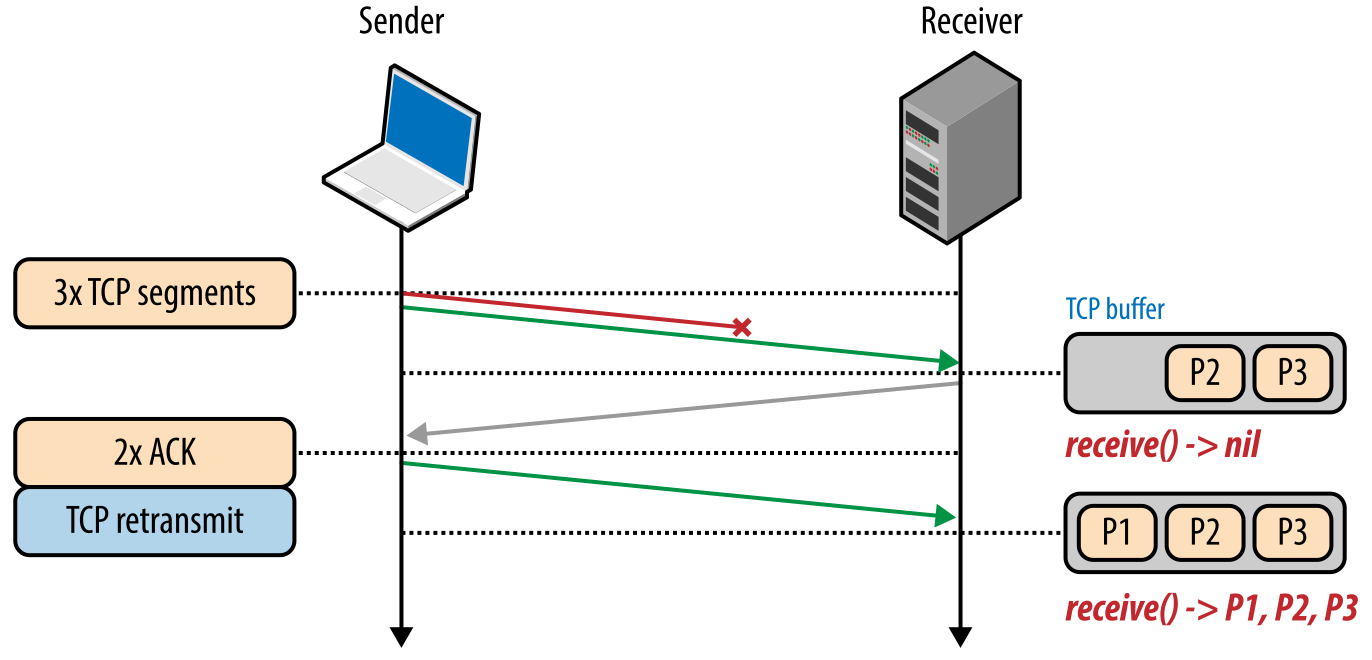 Sender
Receiver
3x TCP segments
TCP buffer
P2 P3
receive() -> nil
2x ACK
TCP retransmit
P1 P2 P3
receive() -> P1, P2, P3